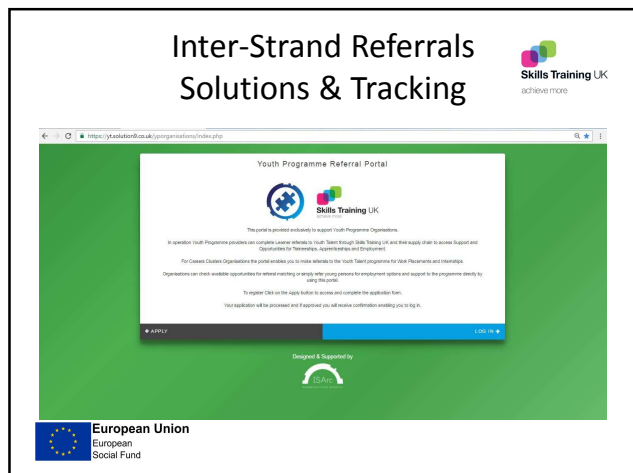 Inter-Strand Referrals
Solutions & Tracking
Skills Training UK
achieve more
https://yt.solution9.co.uk/yporganisations/index.php
Youth Programme Referral Portal
Skills Training UK
achieve more
This portal is provided exclusively to support Youth Programme Organisations.
In operation Youth Programme providers can complete Learner referrals to Youth Talent through Skills Training UK and their supply chain to access Support and
Opportunities for Traineeships, Apprenticeships and Employment.
For Careers Clusters Organisations the portal enables you to make referrals to the Youth Talent programme for Work Placements and Internships.
Organisations can check available opportunities for referral matching or simply refer young persons for employment options and support to the programme directly by
using this portal.
To register Click on the Apply button to access and complete the application form.
Your application will be processed and if approved you will receive confirmation enabling you to log in.
APPLY
LOG IN
Designed & Supported by
ISArc
European Union
European
Social Fund